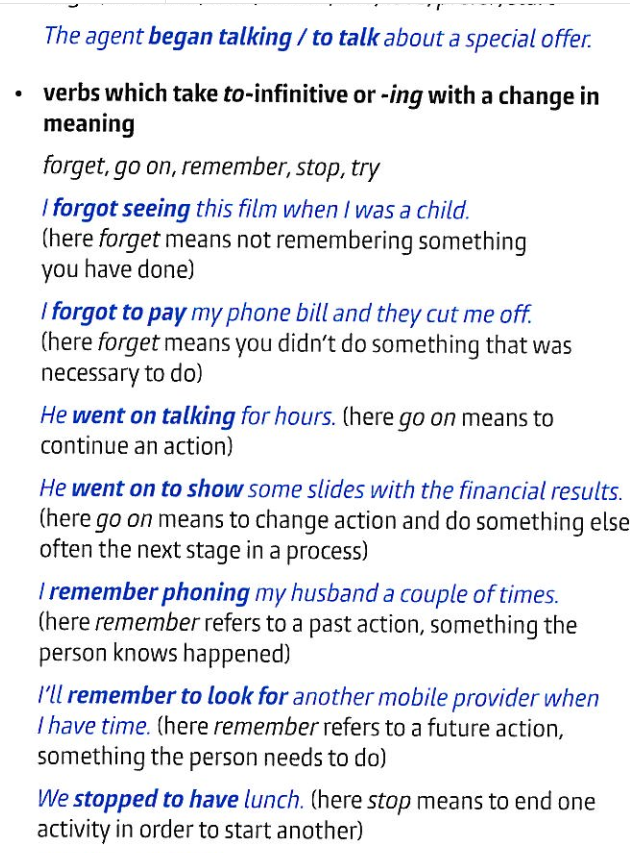 The agent began talking / to talk about a special offer.
• verbs which take to-infinitive or -ing with a change in
meaning
forget, go on, remember, stop, try
I forgot seeing this film when I was a child.
(here forget means not remembering something
you have done)
I forgot to pay my phone bill and they cut me off.
(here forget means you didn't do something that was
necessary to do)
He went on talking for hours. (here go on means to
continue an action)
He went on to show some slides with the financial results.
(here go on means to change action and do something else
often the next stage in a process)
I remember phoning my husband a couple of times.
(here remember refers to a past action, something the
person knows happened)
I'll remember to look for another mobile provider when
I have time. (here remember refers to a future action,
something the person needs to do)
We stopped to have lunch. (here stop means to end one
activity in order to start another)